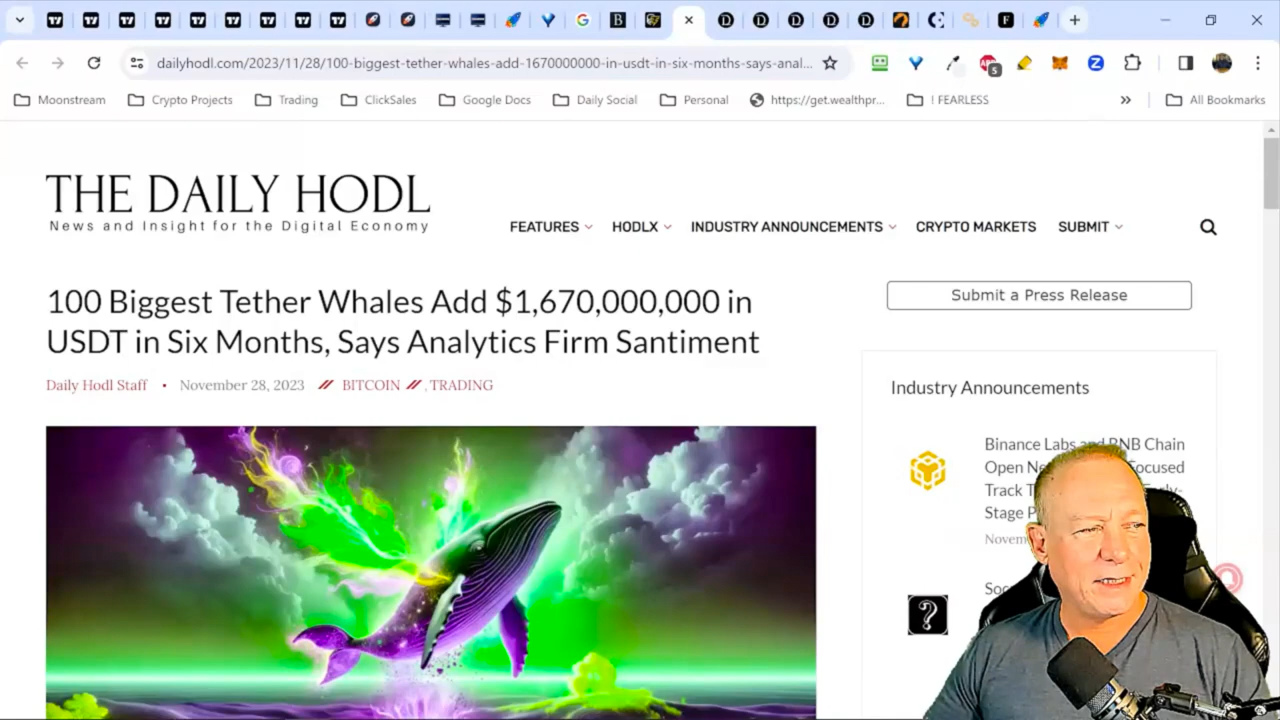 dailyhodl.com/2023/11/28/100-biggest-tether-whales-add-1670000000-in-usdt-in-six-months-says-anal...
Moonstream
Crypto Projects
Trading
ClickSales
Google Docs
Daily Social
Personal
https://get.wealthpr...
! FEARLESS
»
All Bookmarks
THE DAILY HODL
News and Insight for the Digital Economy
FEATURES
HODLX
INDUSTRY ANNOUNCEMENTS
CRYPTO MARKETS
SUBMIT
100 Biggest Tether Whales Add $1,670,000,000 in
USDT in Six Months, Says Analytics Firm Santiment
Daily Hodl Staff • November 28, 2023 // BITCOIN // , TRADING
Submit a Press Release
Industry Announcements
Binance Labs and BNB Chain
Open
Track
Stage
?